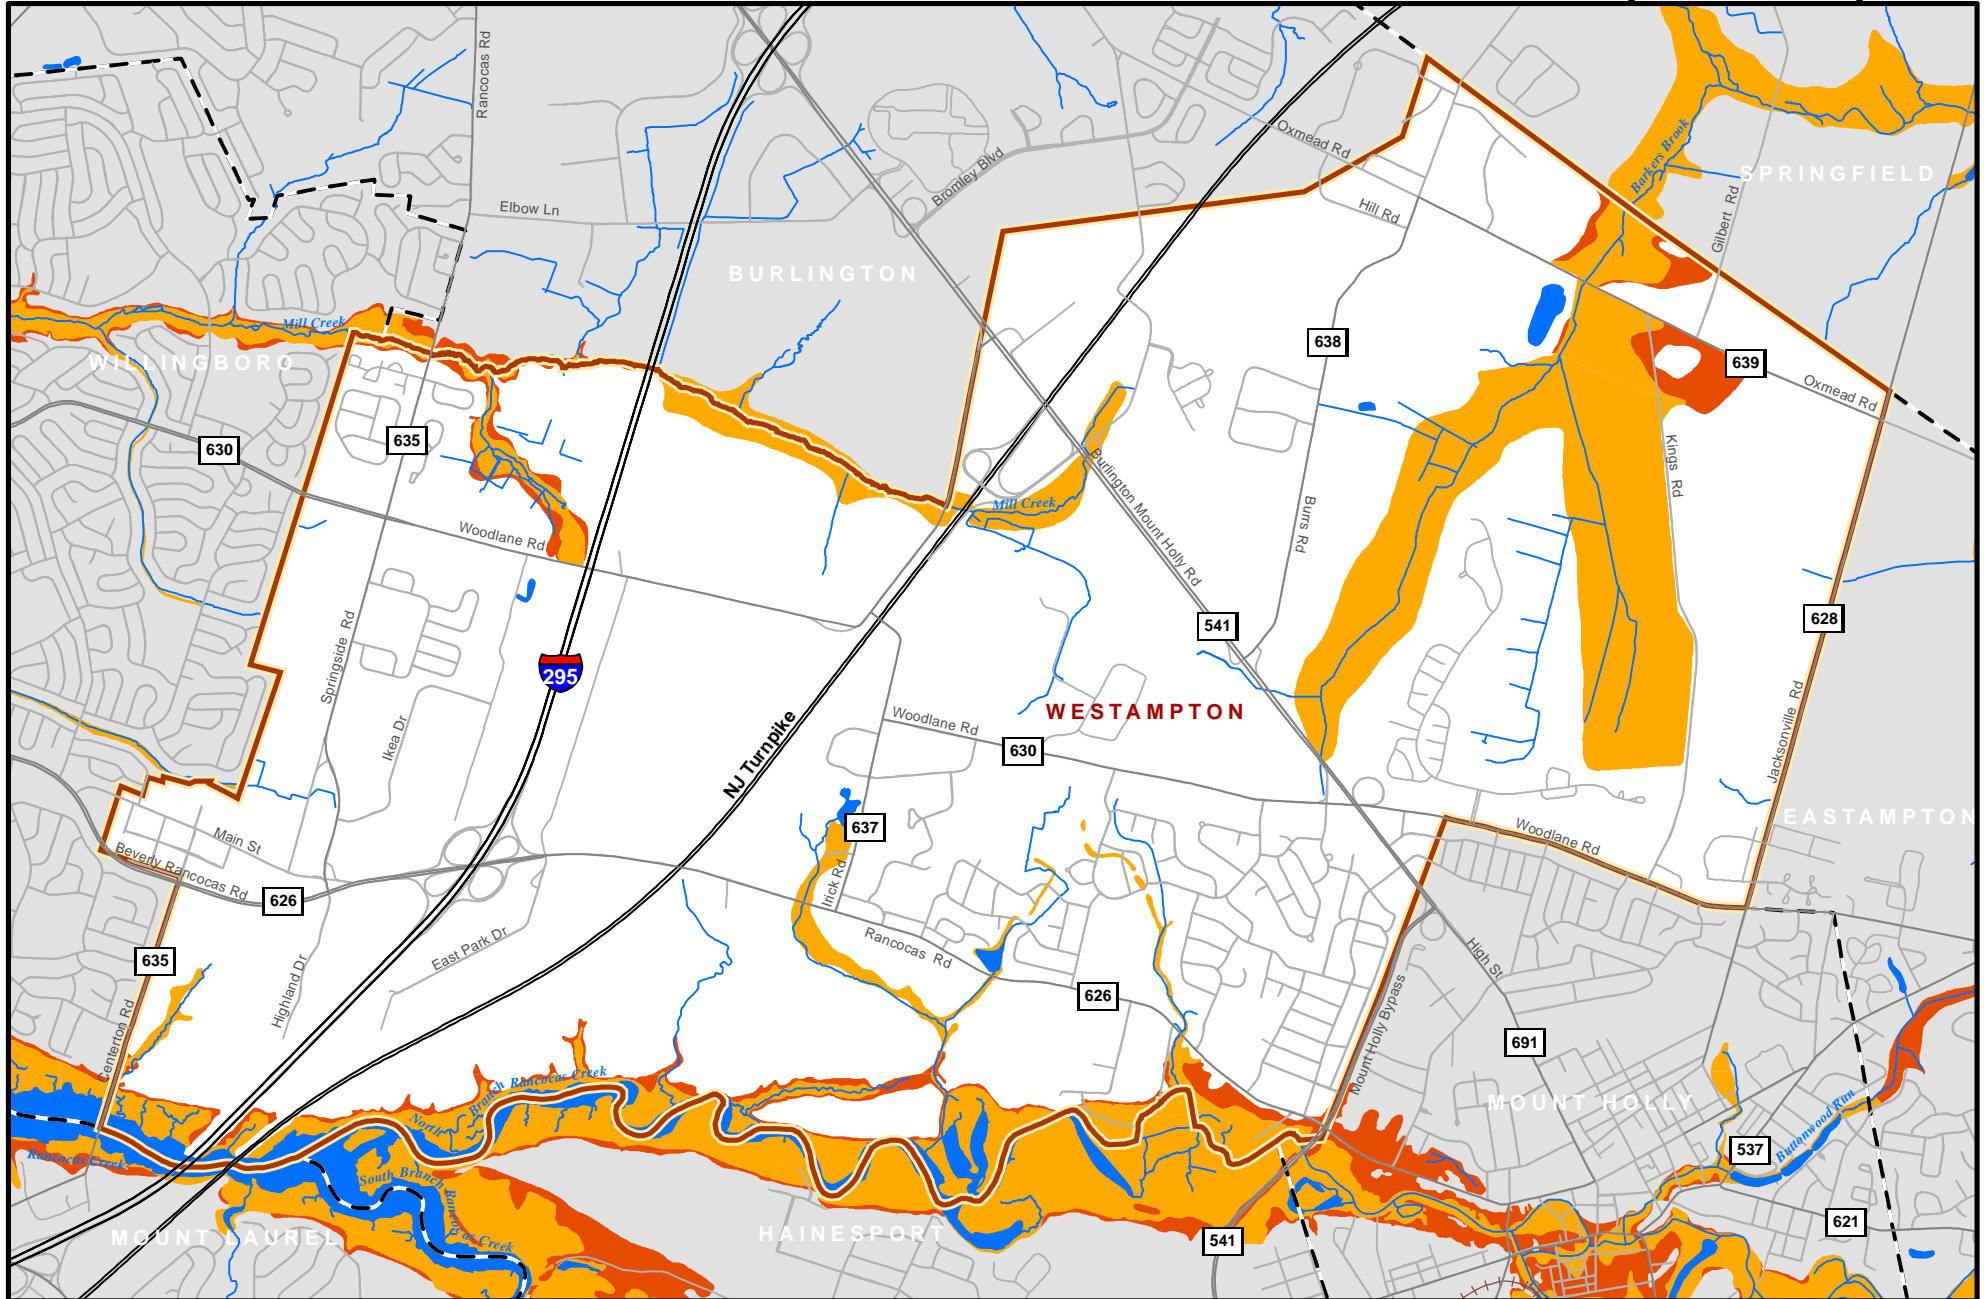 Rancocas Rd
Oxmead Rd
Barkers Brook
SPRINGFIELD
Bromley Blvd
Elbow Ln
Hill Rd
Gilbert Rd
BURLINGTON
Mill Creek
WILLINGBORO
638
639
Oxmead Rd
635
630
Kings Rd
Burlington Mount Holly Rd
Mill Creek
Burrs Rd
Woodlane Rd
541
628
Springside Rd
295
WESTAMPTON
Woodlane Rd
630
Ikea Dr
NJ Turnpike
Jacksonville Rd
637
EASTAMPTON
Main St
Woodlane Rd
Beverly Rancocas Rd
626
Irick Rd
Rancocas Rd
East Park Dr
High St
635
Highland Dr
626
Mount Holly Bypass
Centerton Rd
691
North Branch Rancocas Creek
MOUNT HOLLY
Buttonwood Run
537
Rancocas Creek
South Branch Rancocas Creek
MOUNT LAUREL
HAINESPORT
541
621